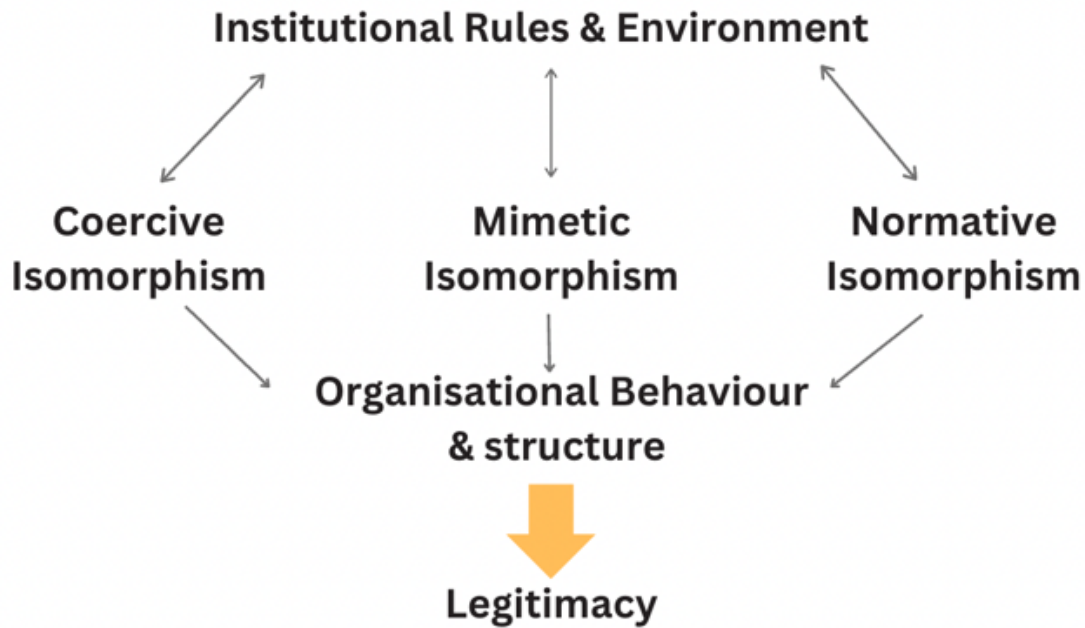 Institutional Rules & Environment
Coercive
Isomorphism
Mimetic
Isomorphism
Normative
Isomorphism
Organisational Behaviour
& structure
Legitimacy